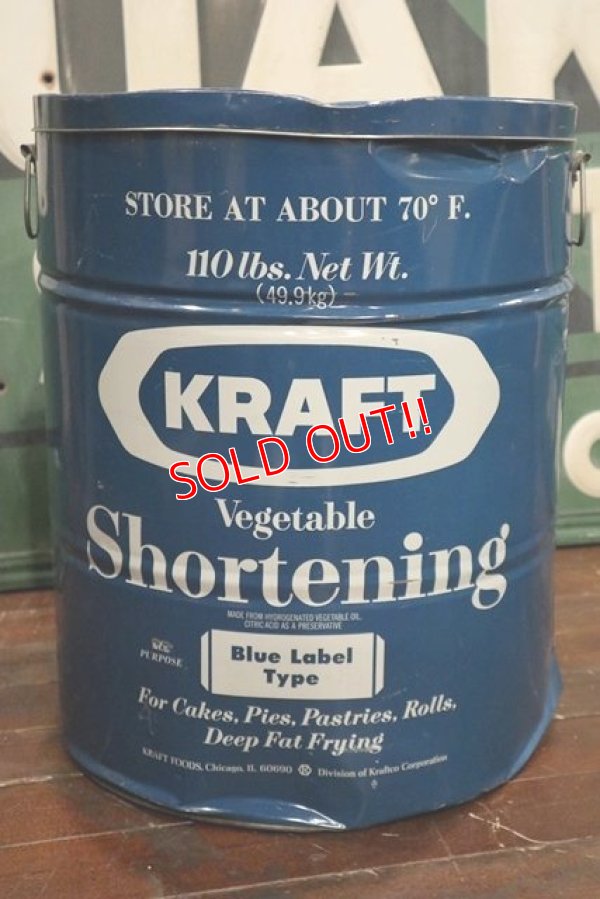 STORE AT ABOUT 70° F.
110 lbs. Net Wt.
(49.9kg)
KRAFT
SOLD OUT!!
Vegetable
Shortening
MADE FROM HYDROGENATED VEGETABLE OIL.
CITRIC ACID AS A PRESERVATIVE
PURPOSE
Blue Label
Type
For Cakes, Pies, Pastries, Rolls,
Deep Fat Frying
KRAFT FOODS, Chicago, IL 60690 K Division of Kraftco Corporation